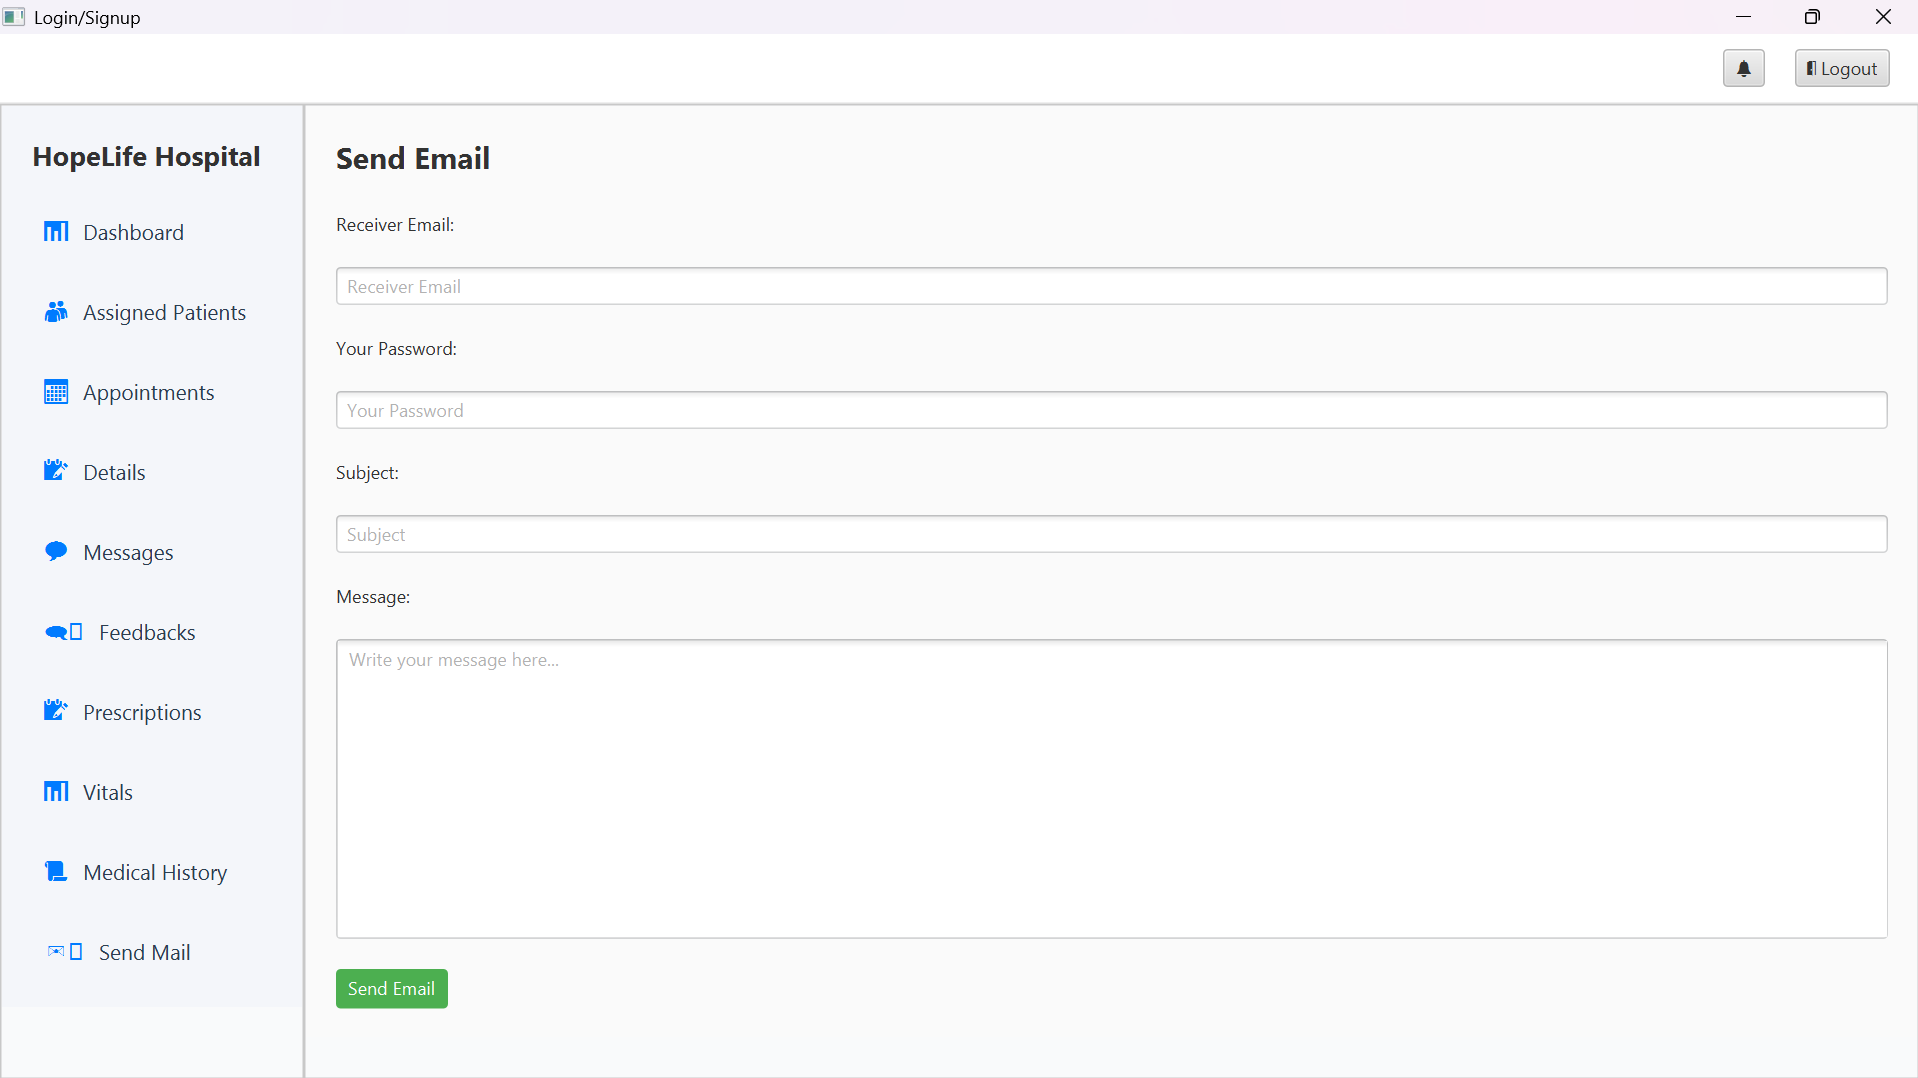 Login/Signup
Logout
HopeLife Hospital
Dashboard
Assigned Patients
Appointments
Details
Messages
Feedbacks
Prescriptions
Vitals
Medical History
Send Mail
Send Email
Receiver Email:
Receiver Email
Your Password:
Your Password
Subject:
Subject
Message:
Write your message here...
Send Email